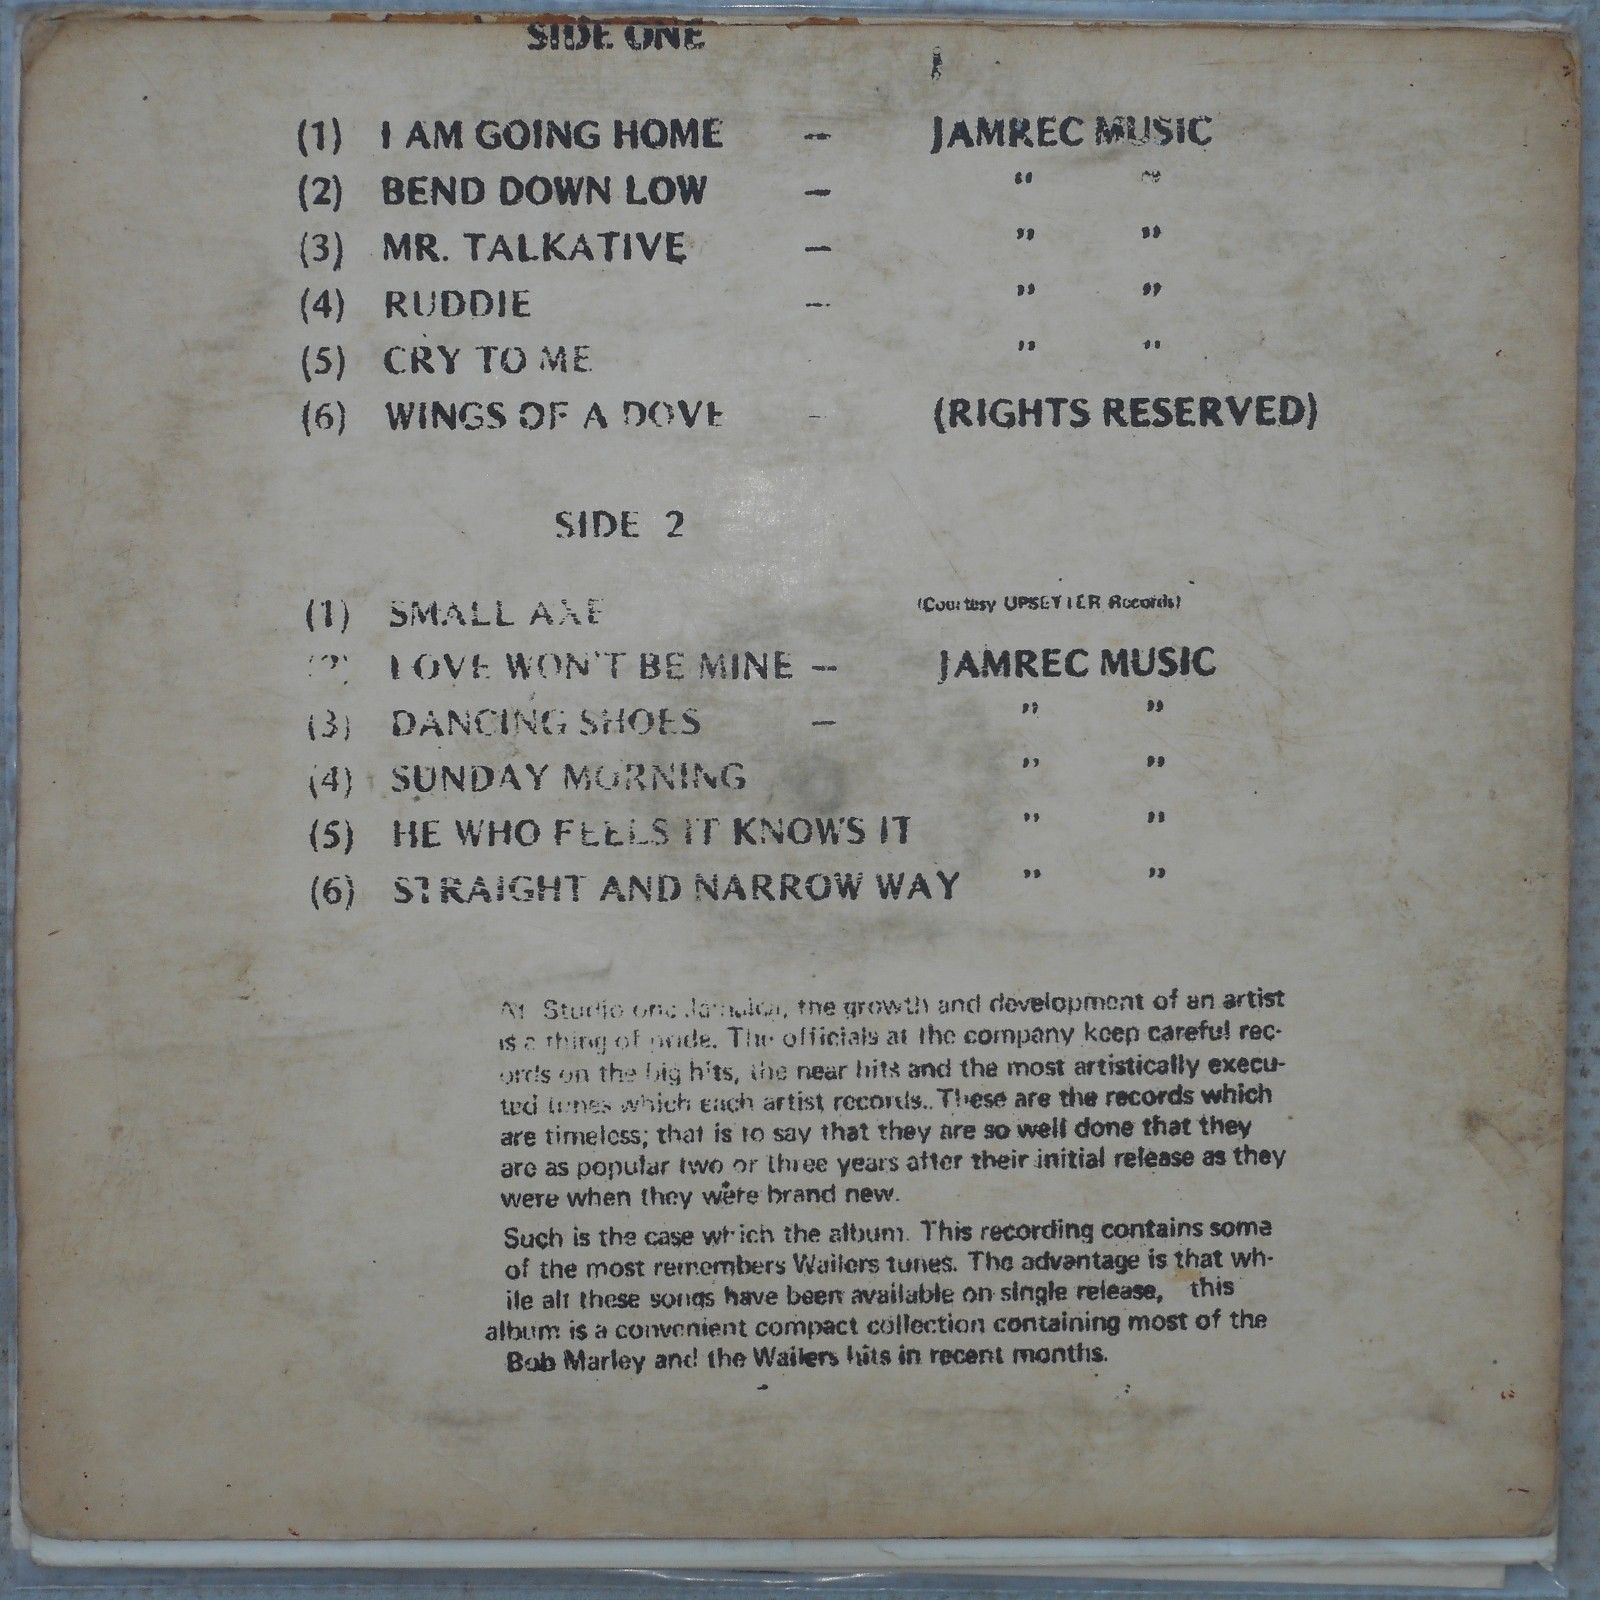 SIDE ONE
(1) I AM GOING HOME – JAMREC MUSIC
(2) BEND DOWN LOW – " "
(3) MR. TALKATIVE – " "
(4) RUDDIE – " "
(5) CRY TO ME " "
(6) WINGS OF A DOVE – (RIGHTS RESERVED)
SIDE 2
(1) SMALL AXE (Courtesy UPSETTER Records)
(2) LOVE WON'T BE MINE – JAMREC MUSIC
(3) DANCING SHOES – " "
(4) SUNDAY MORNING " "
(5) HE WHO FEELS IT KNOWS IT " "
(6) STRAIGHT AND NARROW WAY " "
At Studio one Jamaica, the growth and development of an artist
is a thing of pride. The officials at the company keep careful rec-
ords on the big hits, the near hits and the most artistically execu-
ted tunes which each artist records.. These are the records which
are timeless; that is to say that they are so well done that they
are as popular two or three years after their initial release as they
were when they were brand new.
Such is the case which the album. This recording contains some
of the most remembers Wailers tunes. The advantage is that wh-
ile all these songs have been available on single release, this
album is a convenient compact collection containing most of the
Bob Marley and the Wailers hits in recent months.